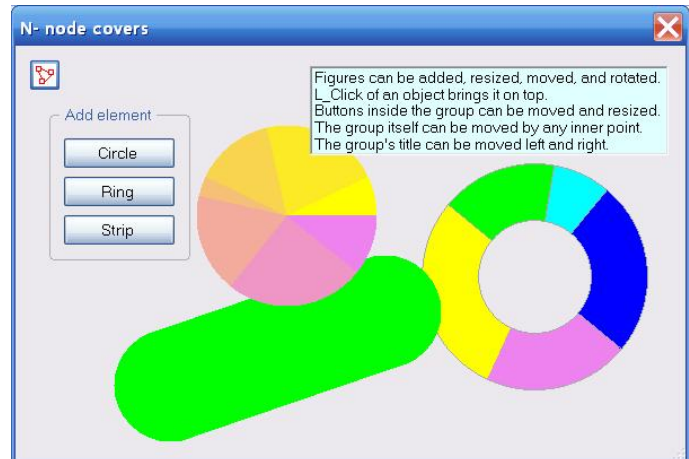 N- node covers
Figures can be added, resized, moved, and rotated.
L_Click of an object brings it on top.
Buttons inside the group can be moved and resized.
The group itself can be moved by any inner point.
The group's title can be moved left and right.
Add element
Circle
Ring
Strip